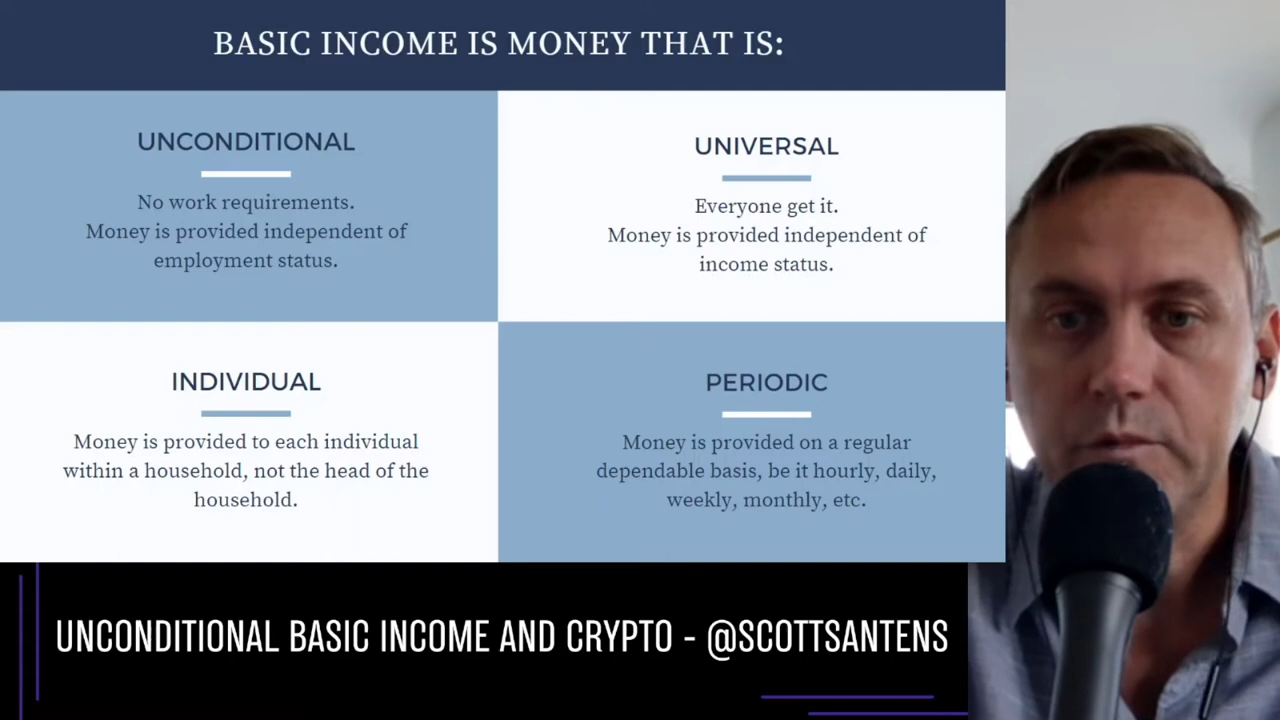 BASIC INCOME IS MONEY THAT IS:
UNCONDITIONAL
No work requirements.
Money is provided independent of
employment status.
UNIVERSAL
Everyone get it.
Money is provided independent of
income status.
INDIVIDUAL
Money is provided to each individual
within a household, not the head of the
household.
PERIODIC
Money is provided on a regular
dependable basis, be it hourly, daily,
weekly, monthly, etc.
UNCONDITIONAL BASIC INCOME AND CRYPTO - @SCOTTSANTENS